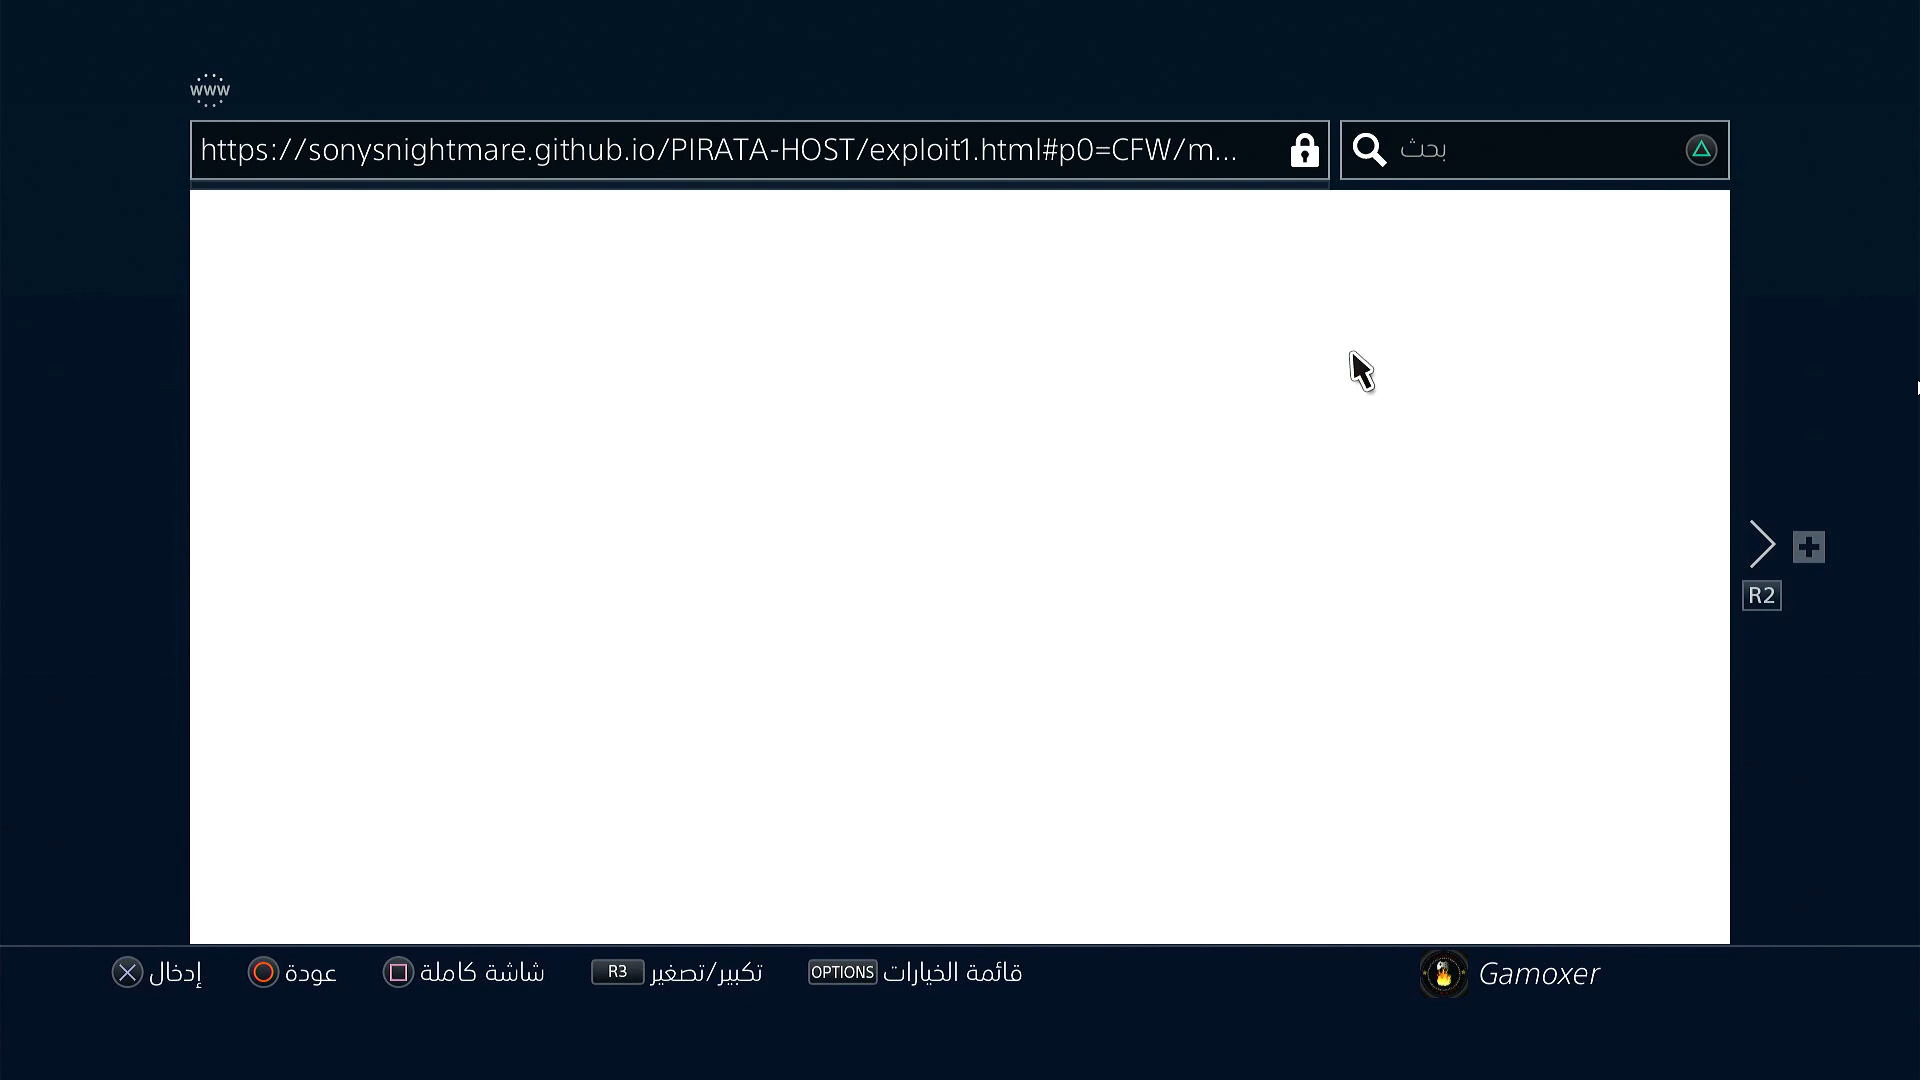 www
https://sonysnightmare.github.io/PIRATA-HOST/exploit1.html#p0=CFW/m...
بحث
R2
إدخال
عودة
شاشة كاملة
R3 تكبير/تصغير
OPTIONS قائمة الخيارات
Gamoxer